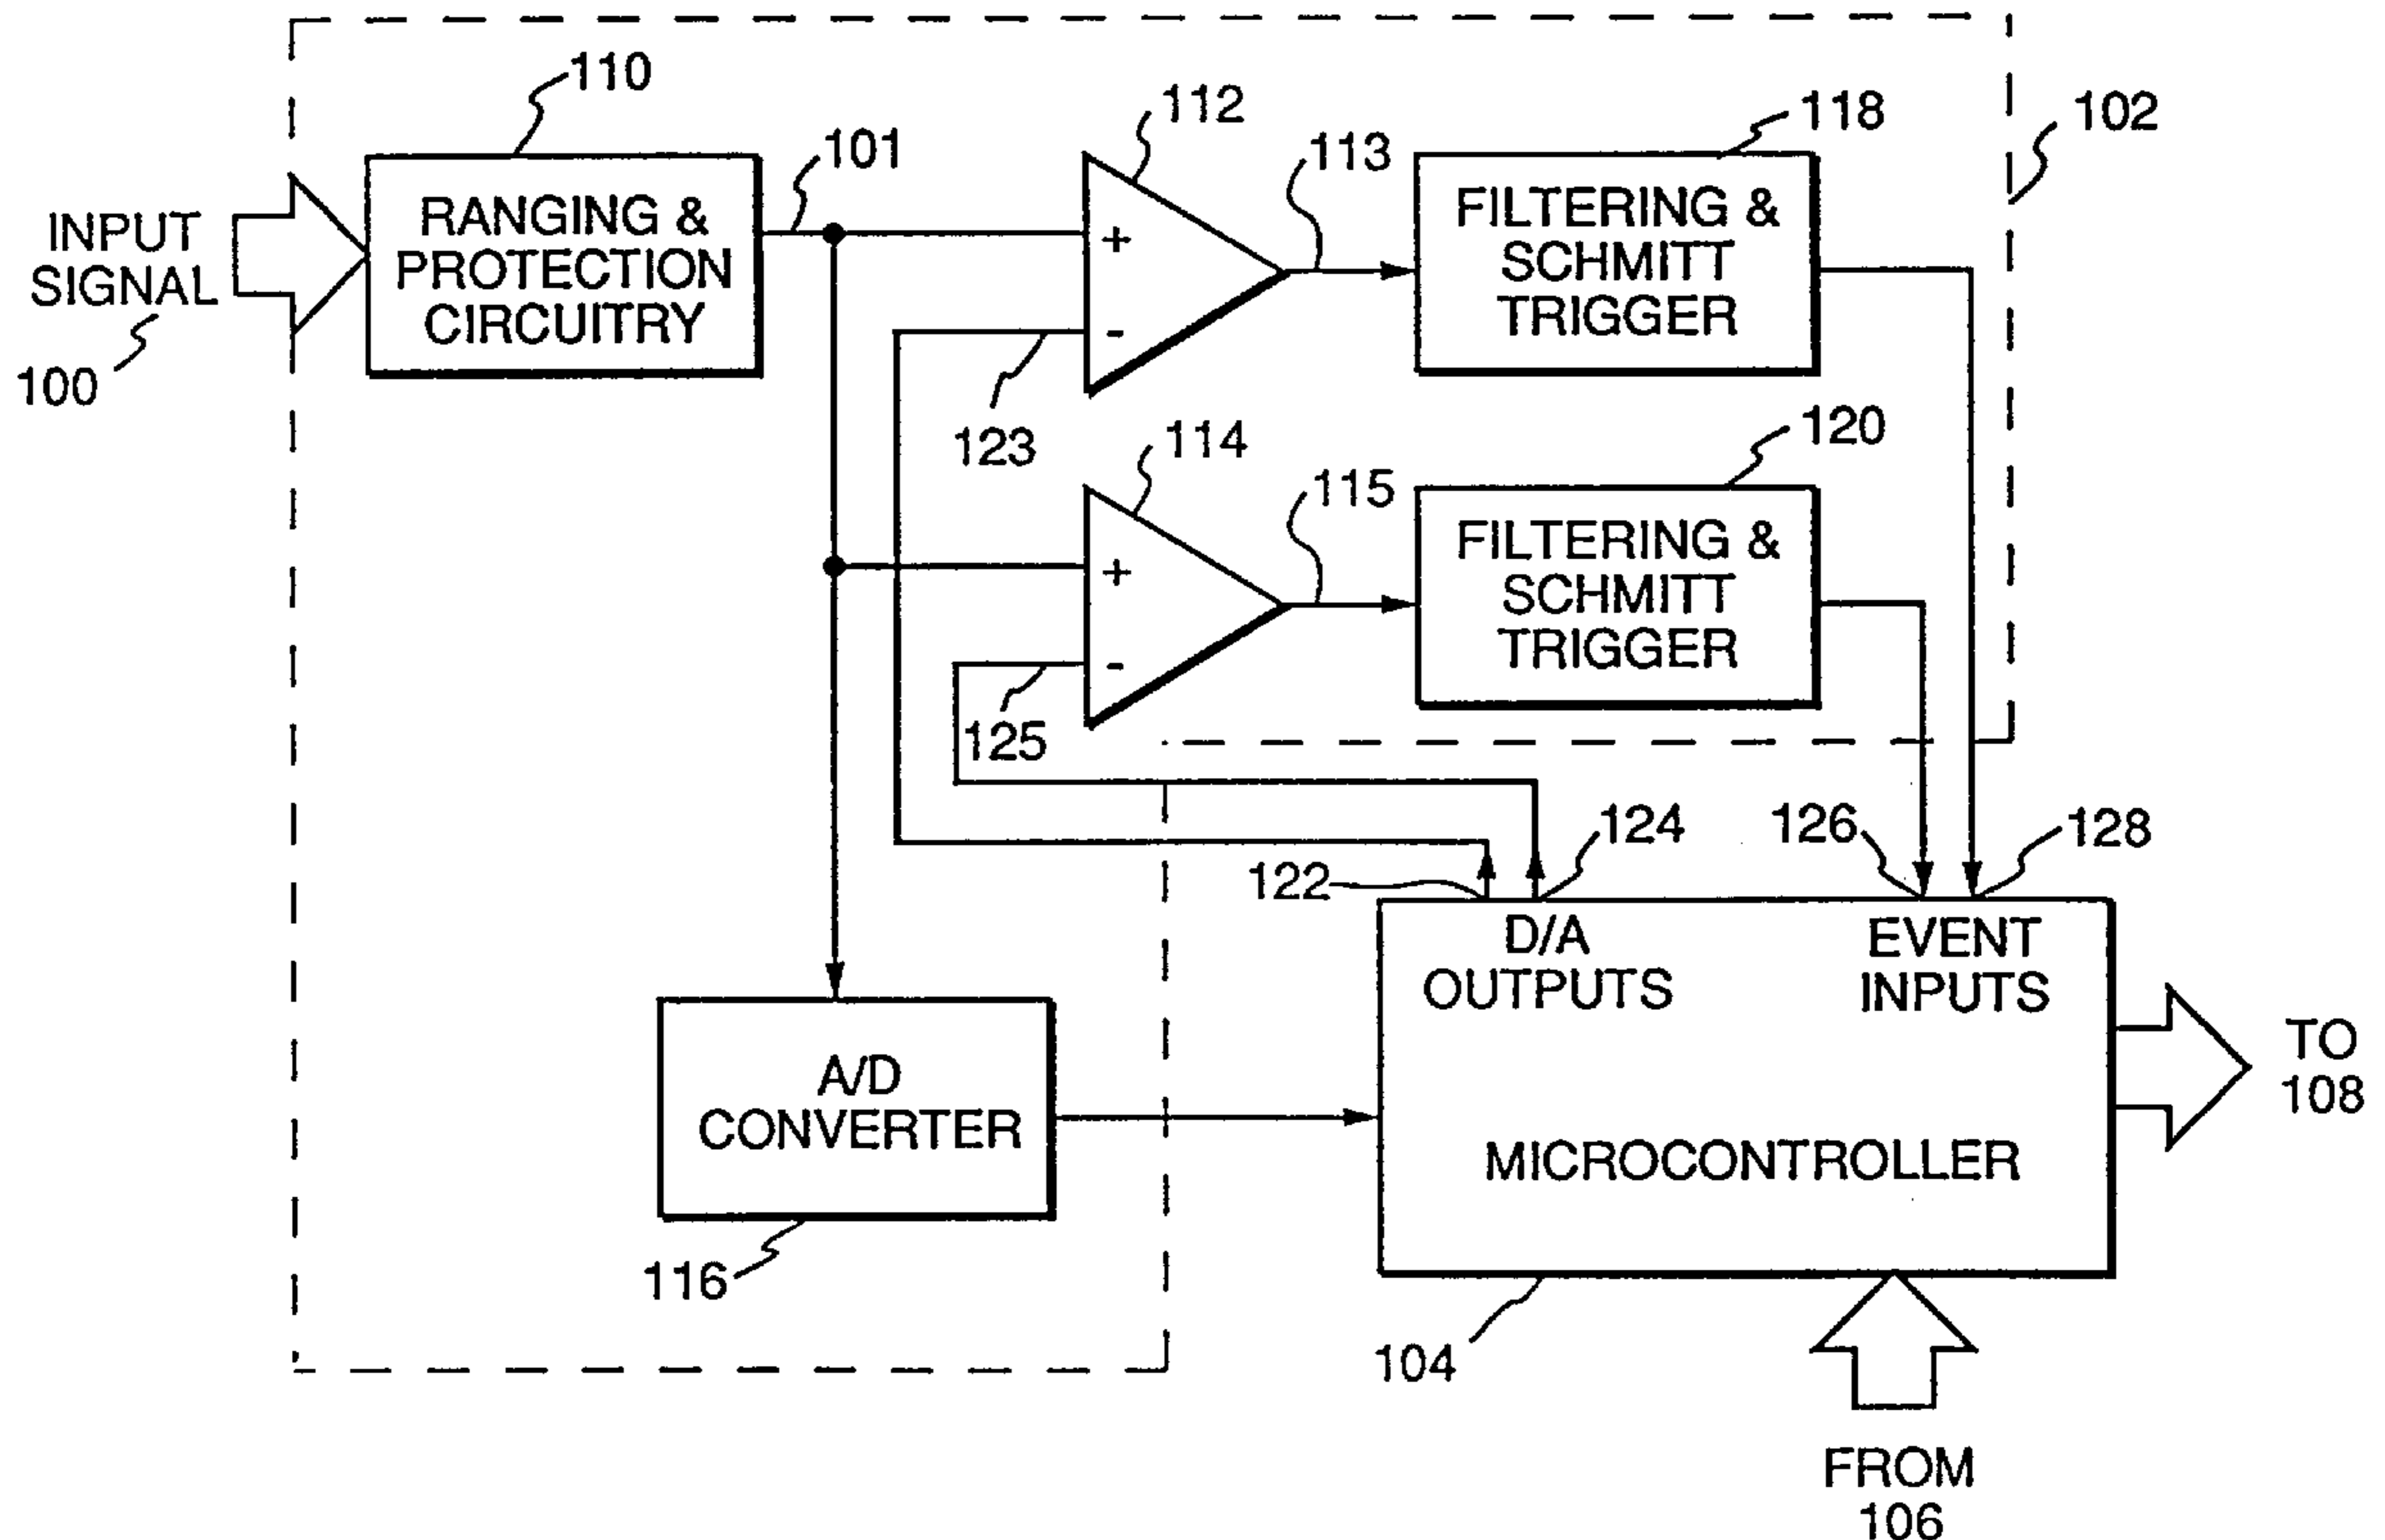 110
101
112
113
118
102
INPUT
SIGNAL
100
RANGING &
PROTECTION
CIRCUITRY
+
-
123
FILTERING &
SCHMITT
TRIGGER
114
115
120
+
-
125
FILTERING &
SCHMITT
TRIGGER
122
124
126
128
D/A
OUTPUTS
EVENT
INPUTS
MICROCONTROLLER
A/D
CONVERTER
116
104
TO
108
FROM
106